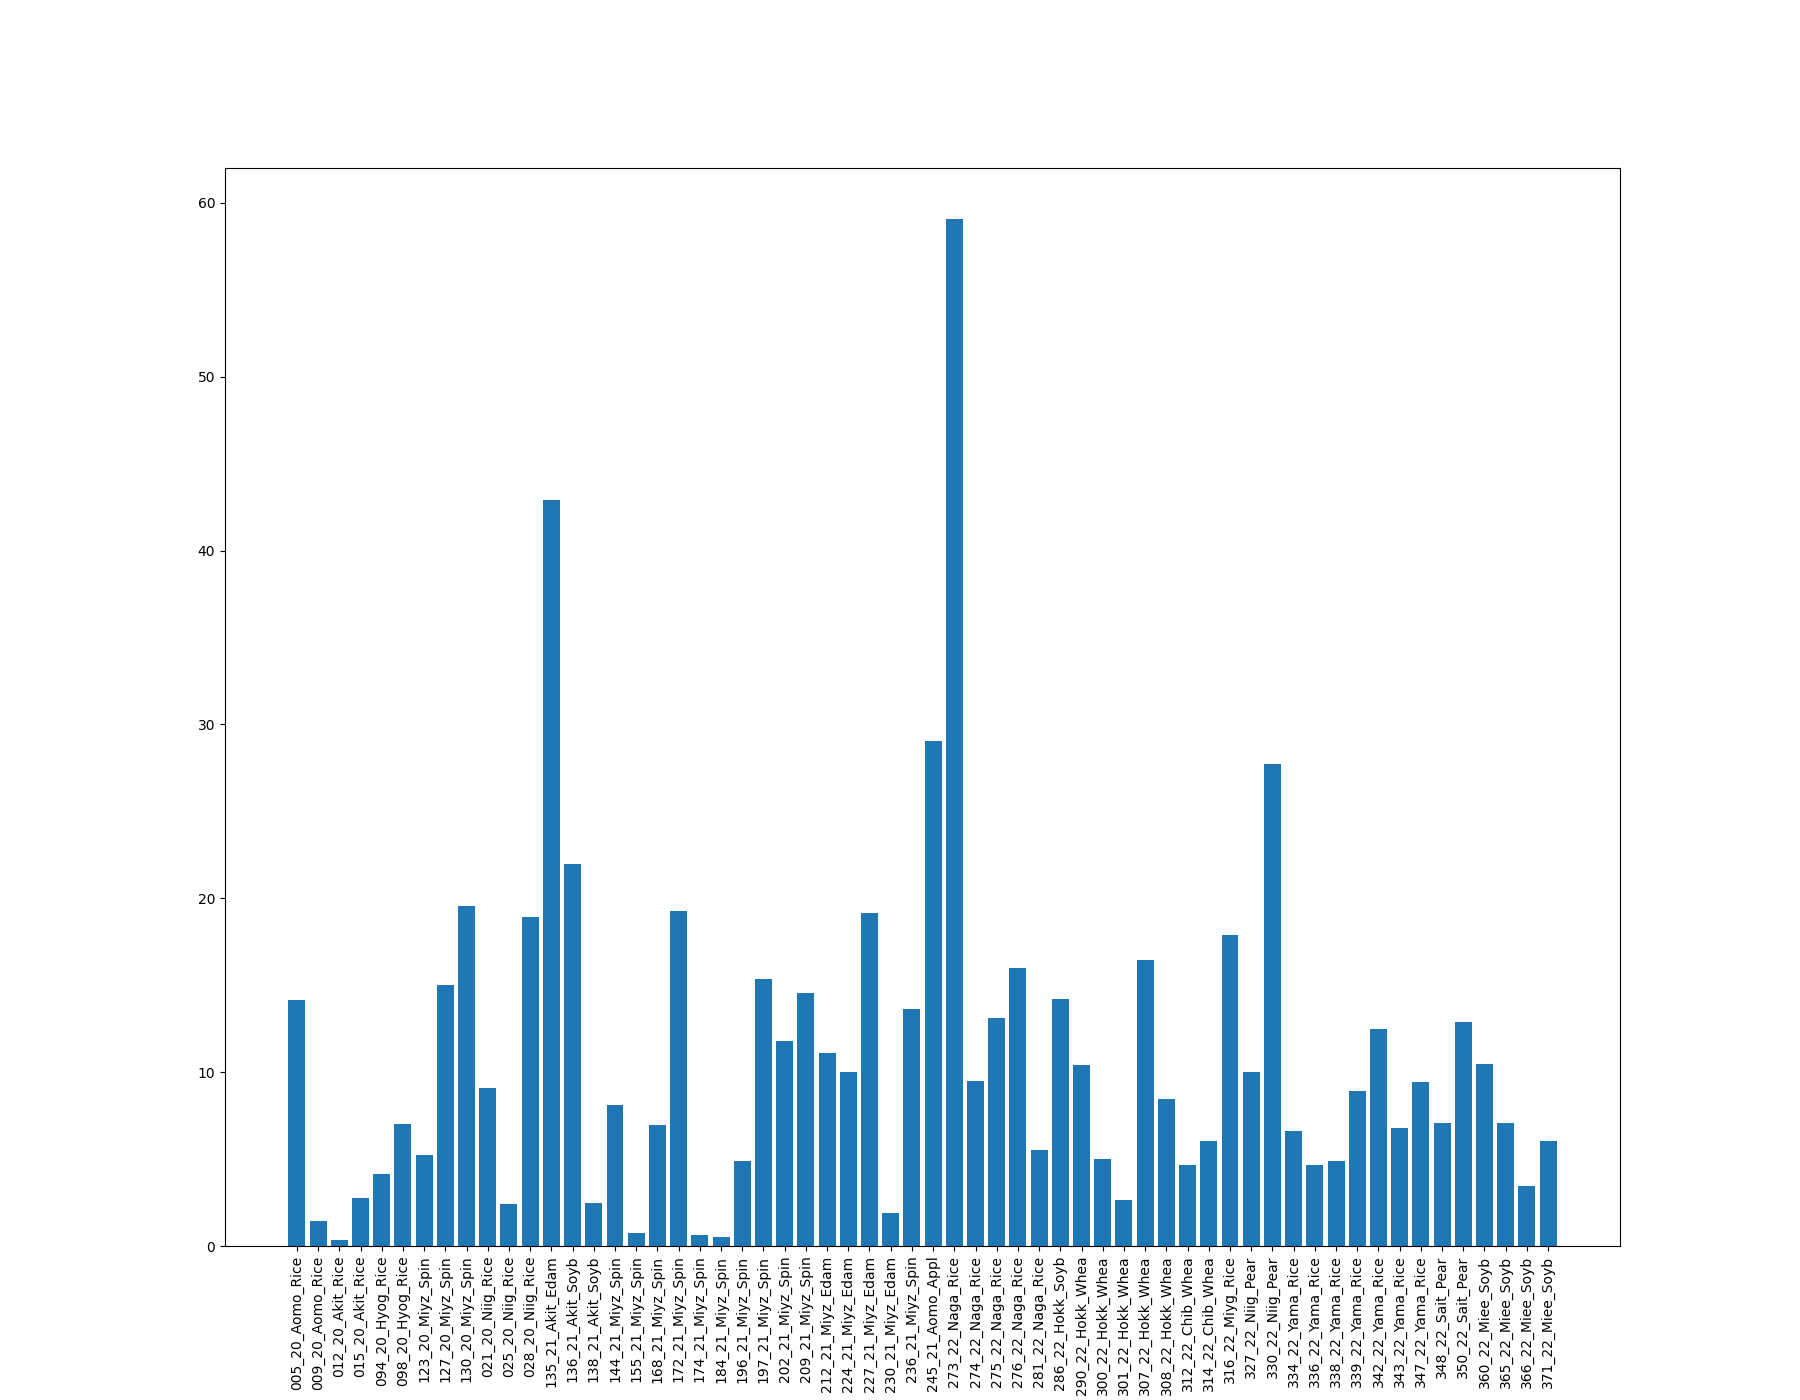 60
50
40
30
20
10
0
005_20_Aomo_Rice
009_20_Aomo_Rice
012_20_Akit_Rice
015_20_Akit_Rice
094_20_Hyog_Rice
098_20_Hyog_Rice
123_20_Miyz_Spin
127_20_Miyz_Spin
130_20_Miyz_Spin
021_20_Niig_Rice
025_20_Niig_Rice
028_20_Niig_Rice
135_21_Akit_Edam
136_21_Akit_Soyb
138_21_Akit_Soyb
144_21_Miyz_Spin
155_21_Miyz_Spin
168_21_Miyz_Spin
172_21_Miyz_Spin
174_21_Miyz_Spin
184_21_Miyz_Spin
196_21_Miyz_Spin
197_21_Miyz_Spin
202_21_Miyz_Spin
209_21_Miyz_Spin
212_21_Miyz_Edam
224_21_Miyz_Edam
227_21_Miyz_Edam
230_21_Miyz_Edam
236_21_Miyz_Spin
245_21_Aomo_Appl
273_22_Naga_Rice
274_22_Naga_Rice
275_22_Naga_Rice
276_22_Naga_Rice
281_22_Naga_Rice
286_22_Hokk_Soyb
290_22_Hokk_Whea
300_22_Hokk_Whea
301_22_Hokk_Whea
307_22_Hokk_Whea
308_22_Hokk_Whea
312_22_Chib_Whea
314_22_Chib_Whea
316_22_Miyg_Rice
327_22_Niig_Pear
330_22_Niig_Pear
334_22_Yama_Rice
336_22_Yama_Rice
338_22_Yama_Rice
339_22_Yama_Rice
342_22_Yama_Rice
343_22_Yama_Rice
347_22_Yama_Rice
348_22_Sait_Pear
350_22_Sait_Pear
360_22_Miee_Soyb
365_22_Miee_Soyb
366_22_Miee_Soyb
371_22_Miee_Soyb